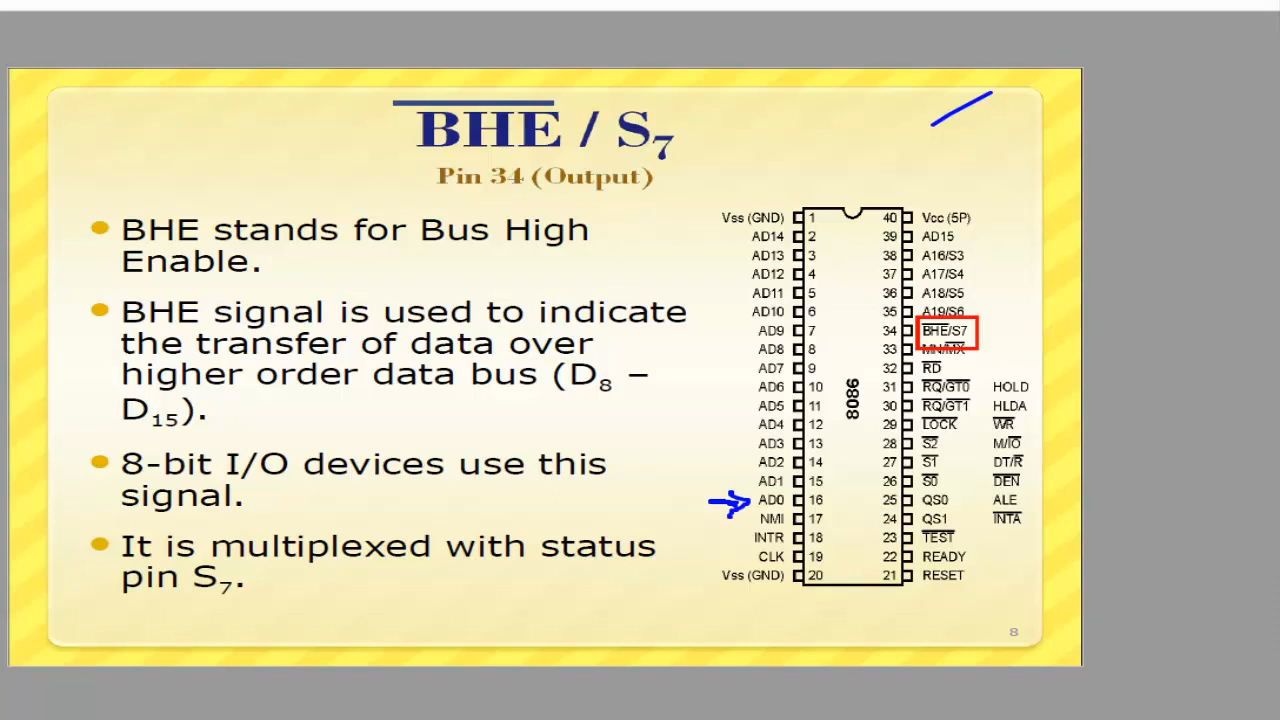 BHE / S7
Pin 34 (Output)
BHE stands for Bus High
Enable.
BHE signal is used to indicate
the transfer of data over
higher order data bus (D8 –
D15).
8-bit I/O devices use this
signal.
It is multiplexed with status
pin S7.
Vss (GND) 1 40 Vcc (5P)
AD14 2 39 AD15
AD13 3 38 A16/S3
AD12 4 37 A17/S4
AD11 5 36 A18/S5
AD10 6 35 A19/S6
AD9 7 34 BHE/S7
AD8 8 33 MN/MX
AD7 9 32 RD
AD6 10 31 RQ/GT0 HOLD
AD5 11 30 RQ/GT1 HLDA
AD4 12 29 LOCK WR
AD3 13 28 S2 M/IO
AD2 14 27 S1 DT/R
AD1 15 26 S0 DEN
AD0 16 25 QS0 ALE
NMI 17 24 QS1 INTA
INTR 18 23 TEST
CLK 19 22 READY
Vss (GND) 20 21 RESET
8086
8